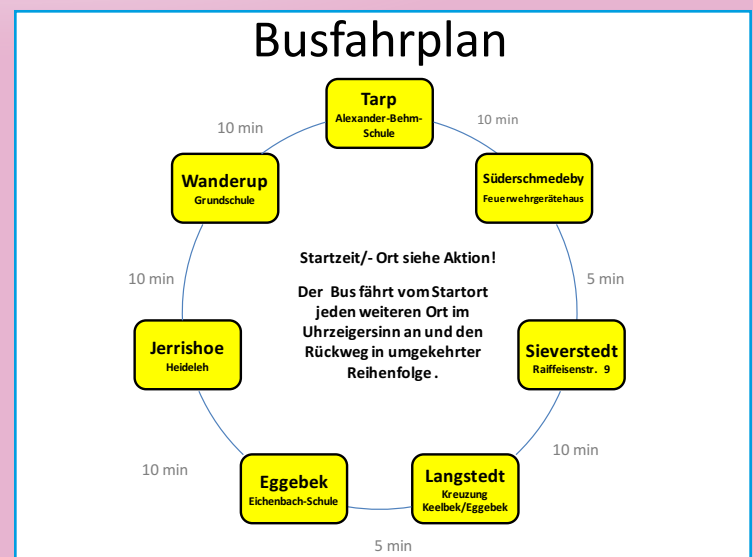 Busfahrplan
Tarp
Alexander-Behm-
Schule
10 min
10 min
Süderschmedeby
Feuerwehrgerätehaus
Wanderup
Grundschule
Startzeit/- Ort siehe Aktion!
Der Bus fährt vom Startort
jeden weiteren Ort im
Uhrzeigersinn an und den
Rückweg in umgekehrter
Reihenfolge .
10 min
5 min
Jerrishoe
Heideleh
Sieverstedt
Raiffeisenstr. 9
10 min
10 min
Eggebek
Eichenbach-Schule
Langstedt
Kreuzung
Keelbek/Eggebek
5 min